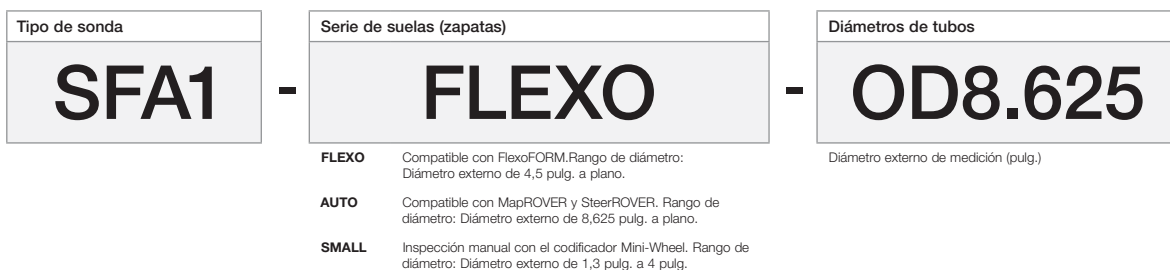 Tipo de sonda
SFA1
-
Serie de suelas (zapatas)
FLEXO
-
Diámetros de tubos
OD8.625
FLEXO Compatible con FlexoFORM.Rango de diámetro:
Diámetro externo de 4,5 pulg. a plano.
AUTO Compatible con MapROVER y SteerROVER. Rango de
diámetro: Diámetro externo de 8,625 pulg. a plano.
SMALL Inspección manual con el codificador Mini-Wheel. Rango de
diámetro: Diámetro externo de 1,3 pulg. a 4 pulg.
Diámetro externo de medición (pulg.)